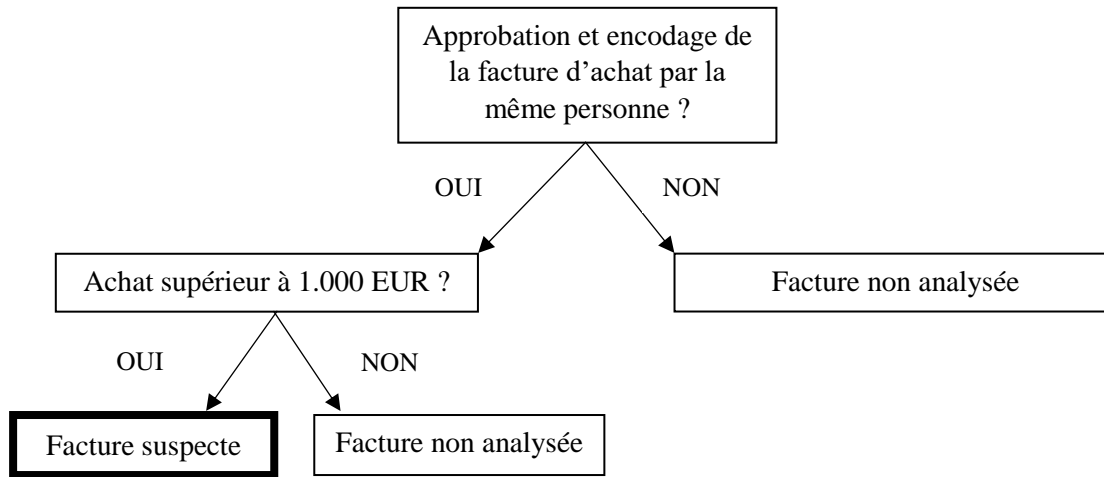 Approbation et encodage de
la facture d’achat par la
même personne ?
OUI
NON
Achat supérieur à 1.000 EUR ?
Facture non analysée
OUI
NON
Facture suspecte
Facture non analysée